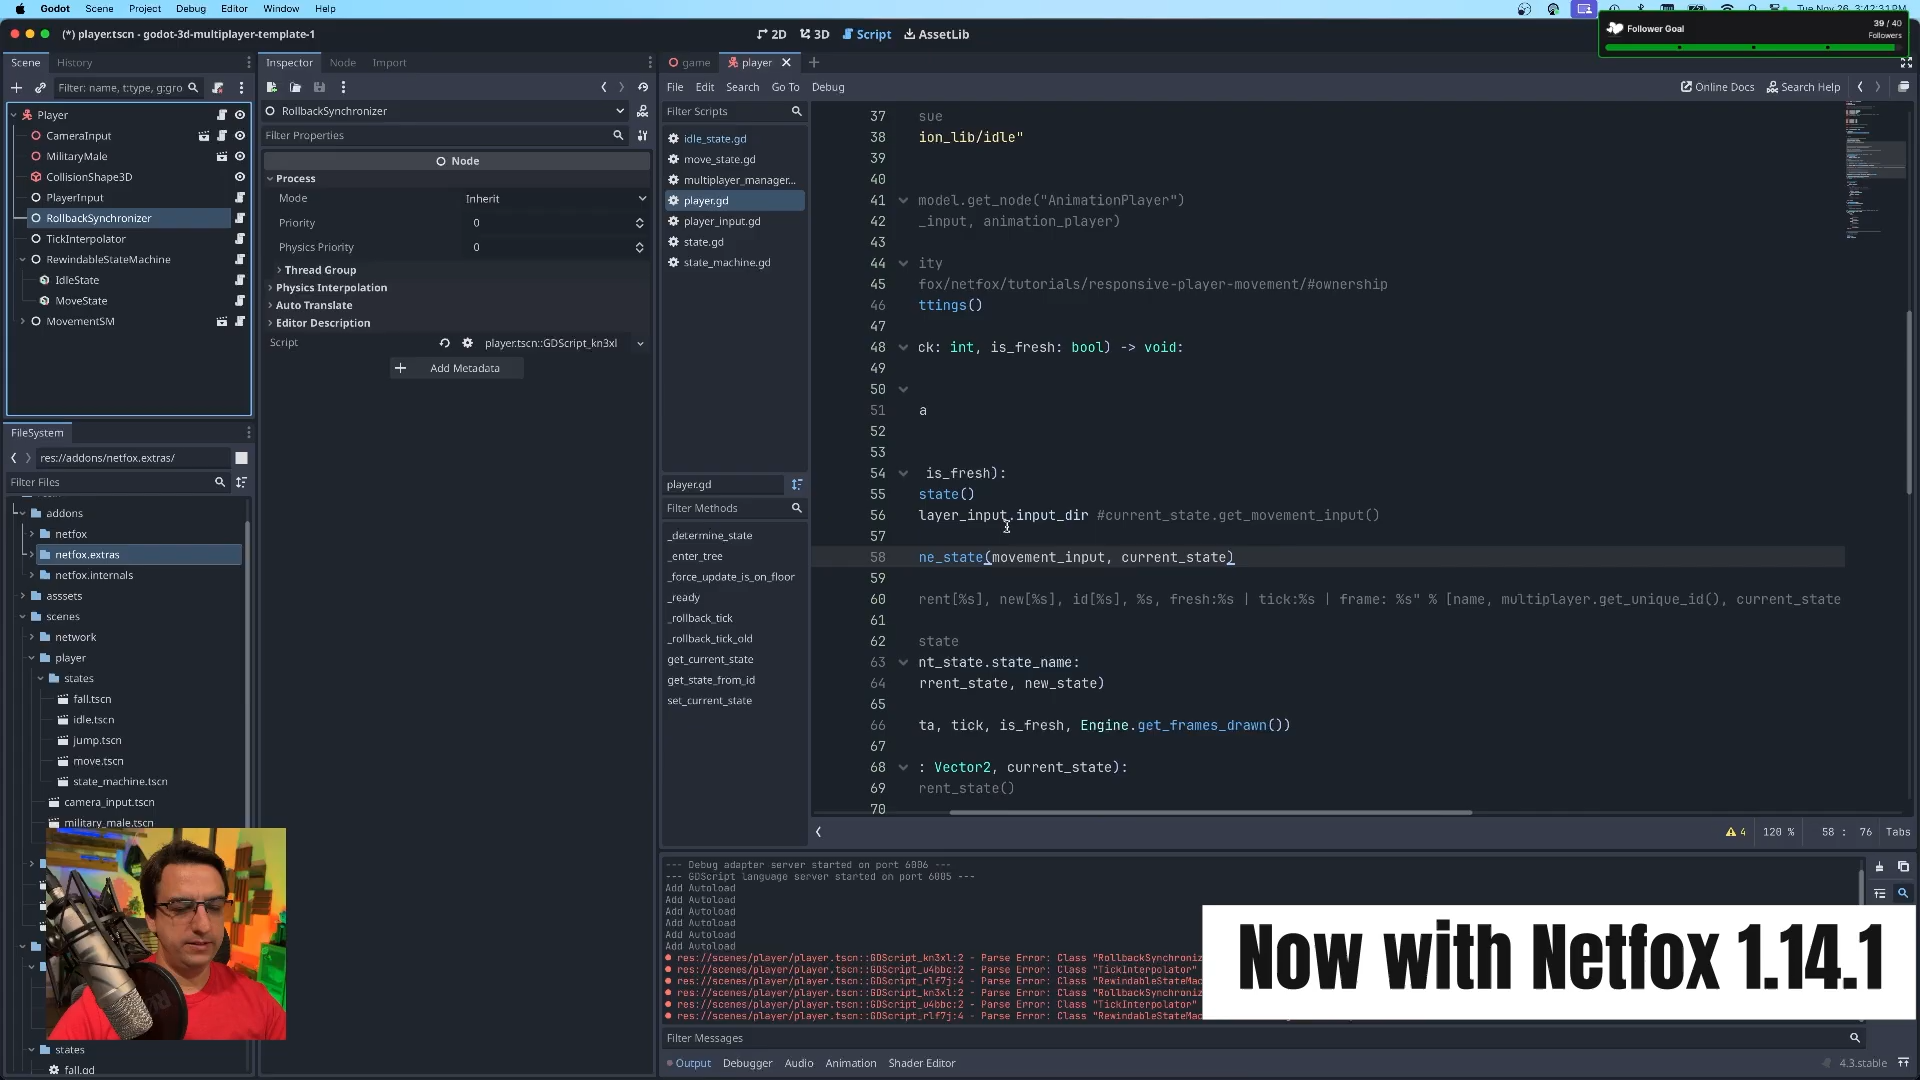 Godot Scene Project Debug Editor Window Help
Tue Nov 26 3:42:31 PM
(*) player.tscn - godot-3d-multiplayer-template-1
2D 3D Script AssetLib
Follower Goal
39 / 40
Followers
Scene History
Filter: name, t:type, g:gro
Player
CameraInput
MilitaryMale
CollisionShape3D
PlayerInput
RollbackSynchronizer
TickInterpolator
RewindableStateMachine
IdleState
MoveState
MovementSM
FileSystem
res://addons/netfox.extras/
Filter Files
addons
netfox
netfox.extras
netfox.internals
asssets
scenes
network
player
states
fall.tscn
idle.tscn
jump.tscn
move.tscn
state_machine.tscn
camera_input.tscn
military_male.tscn
states
fall.gd
Inspector Node Import
RollbackSynchronizer
Filter Properties
Node
Process
Mode Inherit
Priority 0
Physics Priority 0
Thread Group
Physics Interpolation
Auto Translate
Editor Description
Script player.tscn::GDScript_kn3xl
Add Metadata
game player
File Edit Search Go To Debug
Online Docs Search Help
Filter Scripts
idle_state.gd
move_state.gd
multiplayer_manager...
player.gd
player_input.gd
state.gd
state_machine.gd
player.gd
Filter Methods
_determine_state
_enter_tree
_force_update_is_on_floor
_ready
_rollback_tick
_rollback_tick_old
get_current_state
get_state_from_id
set_current_state
37 sue
38 ion_lib/idle"
39
40
41 model.get_node("AnimationPlayer")
42 _input, animation_player)
43
44 ity
45 fox/netfox/tutorials/responsive-player-movement/#ownership
46 ttings()
47
48 ck: int, is_fresh: bool) -> void:
49
50
51 a
52
53
54 is_fresh):
55 state()
56 layer_input.input_dir #current_state.get_movement_input()
57
58 ne_state(movement_input, current_state)
59
60 rent[%s], new[%s], id[%s], %s, fresh:%s | tick:%s | frame: %s" % [name, multiplayer.get_unique_id(), current_state
61
62 state
63 nt_state.state_name:
64 rrent_state, new_state)
65
66 ta, tick, is_fresh, Engine.get_frames_drawn())
67
68 : Vector2, current_state):
69 rent_state()
70
4 120 % 58 : 76 Tabs
--- Debug adapter server started on port 6006 ---
--- GDScript language server started on port 6005 ---
Add Autoload
Add Autoload
Add Autoload
Add Autoload
Add Autoload
Add Autoload
res://scenes/player/player.tscn::GDScript_kn3xl:2 - Parse Error: Class "RollbackSynchroniz
res://scenes/player/player.tscn::GDScript_u4bbc:2 - Parse Error: Class "TickInterpolator"
res://scenes/player/player.tscn::GDScript_rlf7j:4 - Parse Error: Class "RewindableStateMac
res://scenes/player/player.tscn::GDScript_kn3xl:2 - Parse Error: Class "RollbackSynchroniz
res://scenes/player/player.tscn::GDScript_u4bbc:2 - Parse Error: Class "TickInterpolator"
res://scenes/player/player.tscn::GDScript_rlf7j:4 - Parse Error: Class "RewindableStateMac
Now with Netfox 1.14.1
Filter Messages
Output Debugger Audio Animation Shader Editor
4.3.stable